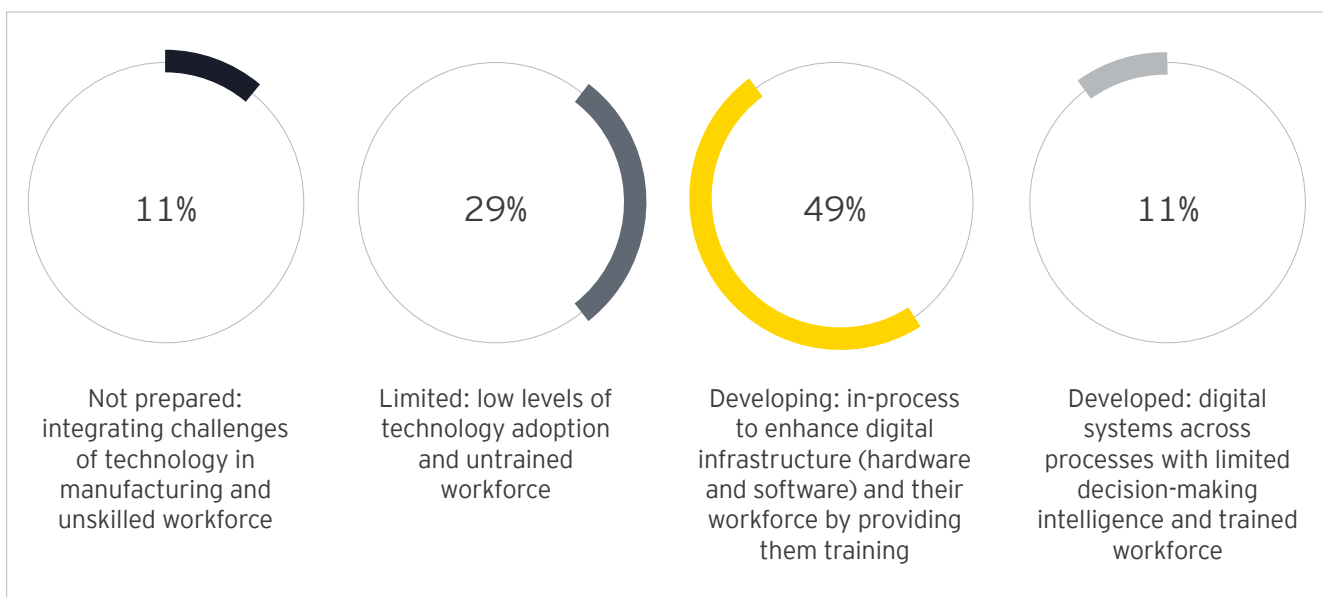 11%
29%
49%
11%
Not prepared:
integrating challenges
of technology in
manufacturing and
unskilled workforce
Limited: low levels of
technology adoption
and untrained
workforce
Developing: in-process
to enhance digital
infrastructure (hardware
and software) and their
workforce by providing
them training
Developed: digital
systems across
processes with limited
decision-making
intelligence and trained
workforce